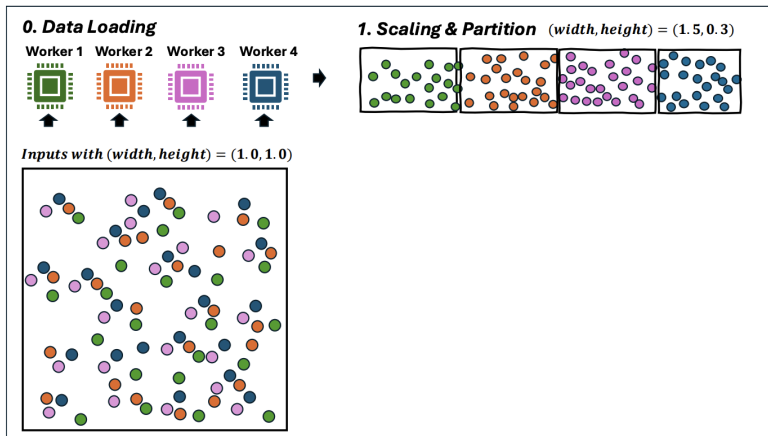 0. Data Loading
Worker 1 Worker 2 Worker 3 Worker 4
Inputs with (width, height) = (1.0, 1.0)
1. Scaling & Partition (width, height) = (1.5, 0.3)